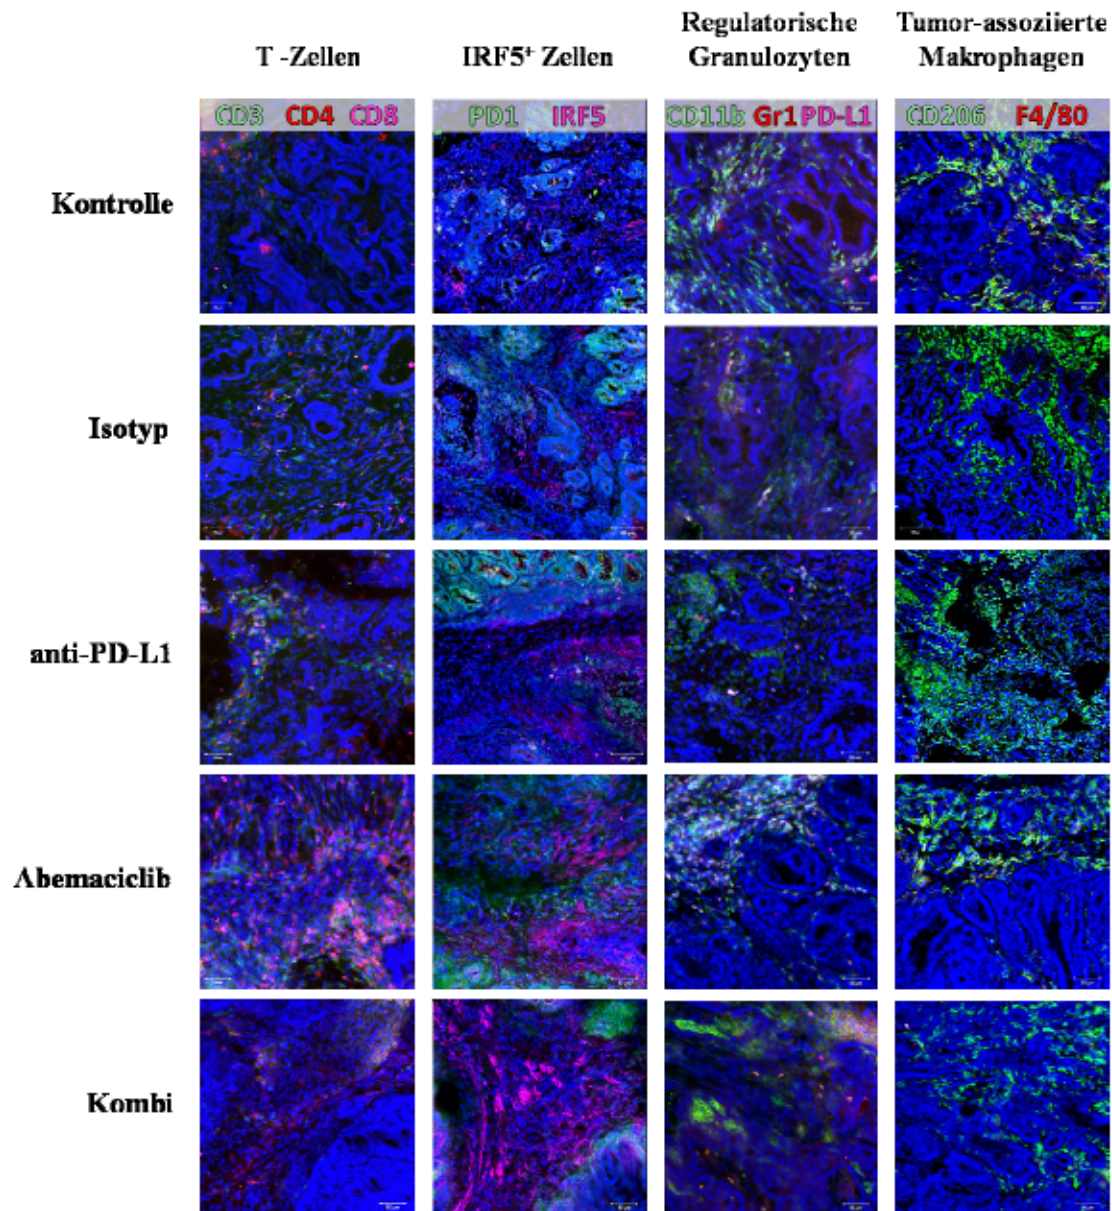 Regulatorische Tumor-assoziierte
T -Zellen IRF5⁺ Zellen Granulozyten Makrophagen
CD3 CD4 CD8 PD1 IRF5 CD11b Gr1 PD-L1 CD206 F4/80
Kontrolle
Isotyp
anti-PD-L1
Abemaciclib
Kombi